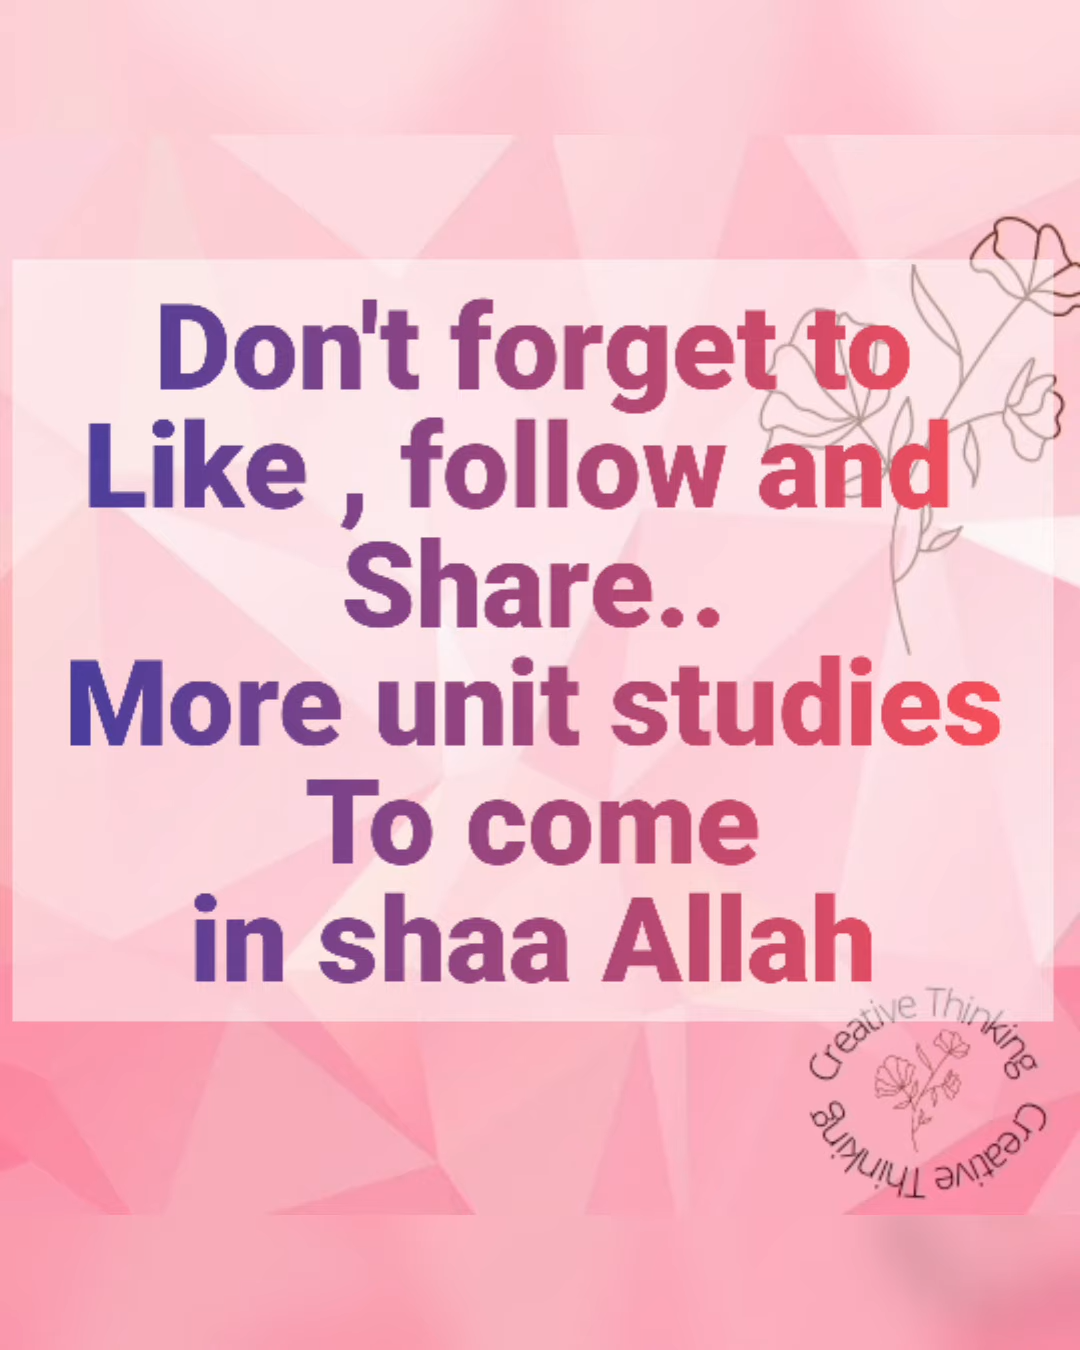 Don't forget to
Like , follow and
Share..
More unit studies
To come
in shaa Allah
Creative Thinking
Creative Thinking